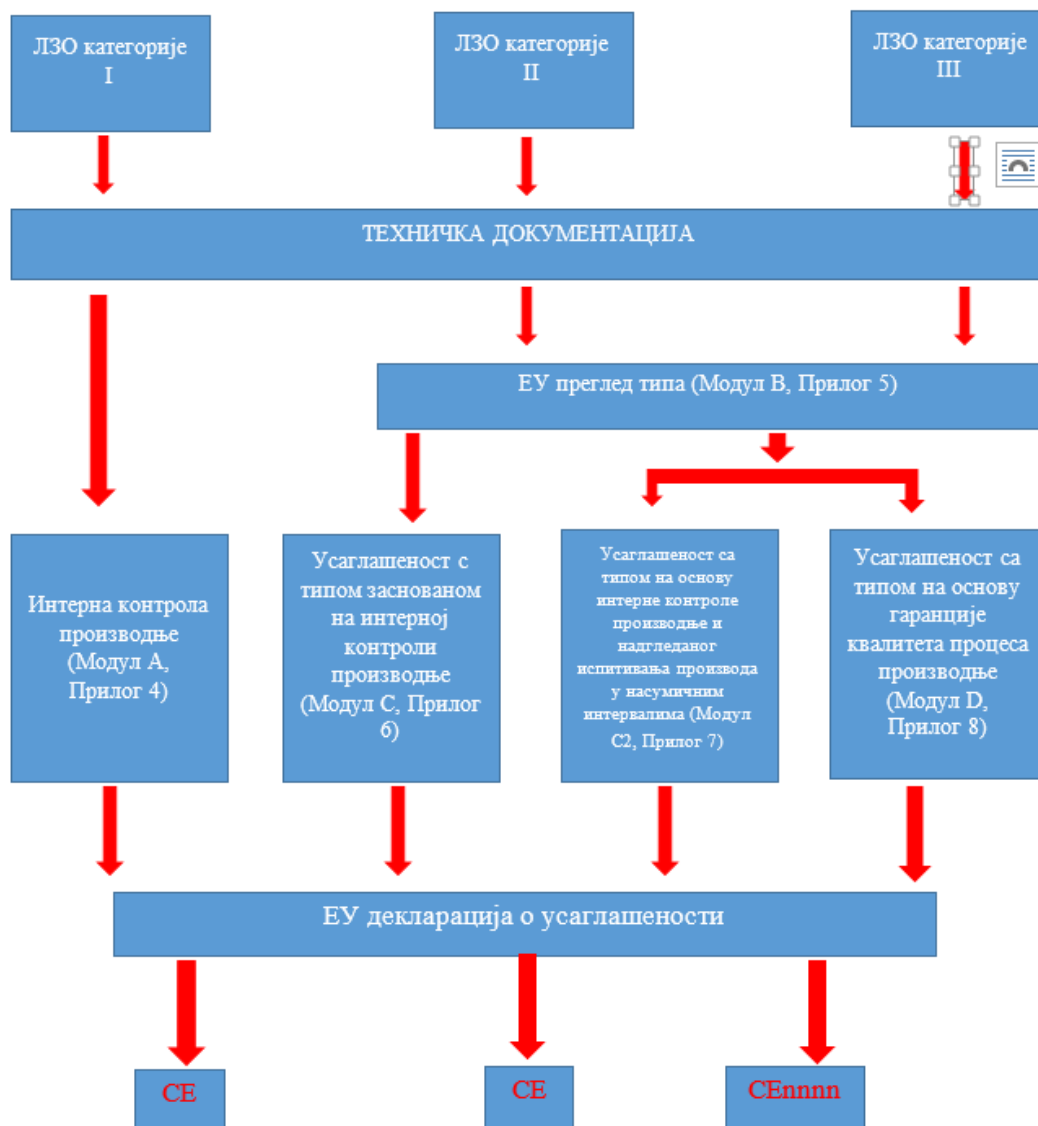 ЛЗО категорије
I
ЛЗО категорије
II
ЛЗО категорије
III
ТЕХНИЧКА ДОКУМЕНТАЦИЈА
ЕУ преглед типа (Модул B, Прилог 5)
Интерна контрола
производње
(Модул А,
Прилог 4)
Усаглашеност с
типом заснованом
на интерној
контроли
производње
(Модул С, Прилог
6)
Усаглашеност са
типом на основу
интерне контроле
производње и
надгледаног
испитивања производа
у насумичним
интервалима (Модул
С2, Прилог 7)
Усаглашеност са
типом на основу
гаранције
квалитета процеса
производње
(Модул D,
Прилог 8)
ЕУ декларација о усаглашености
CE
CE
CEnnnn